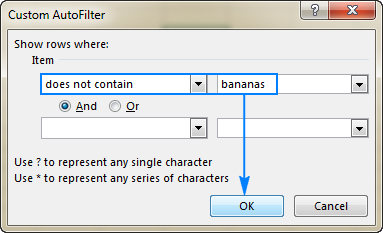 Custom AutoFilter
Show rows where:
Item
does not contain bananas
And Or
Use ? to represent any single character
Use * to represent any series of characters
OK Cancel